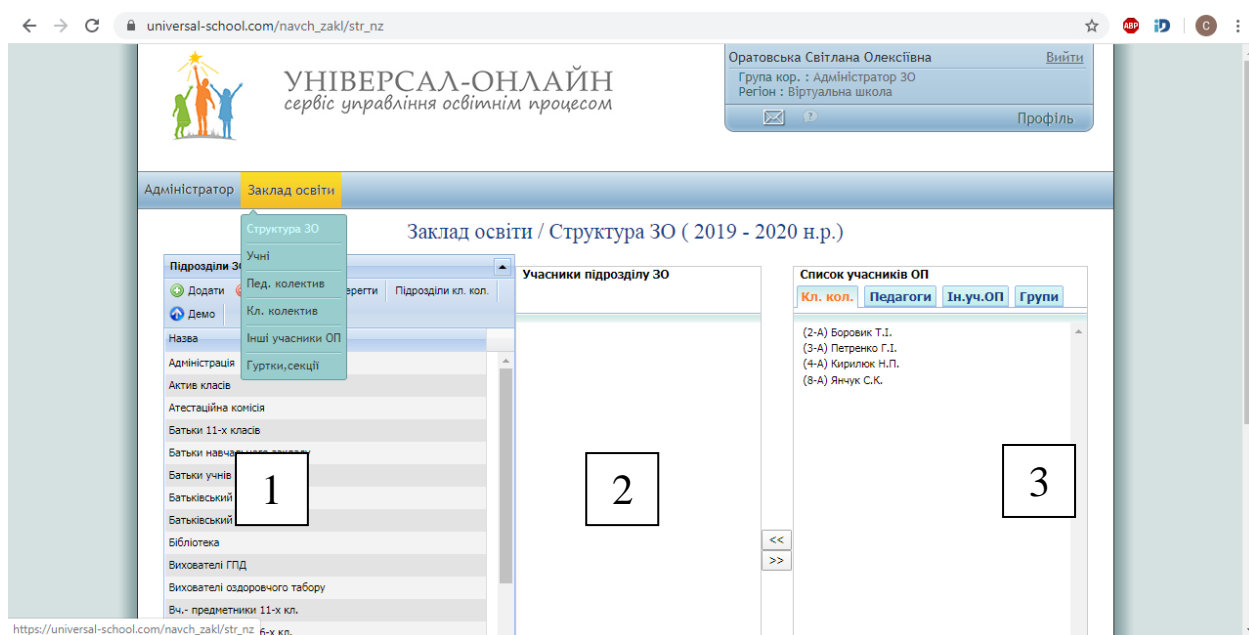 universal-school.com/navch_zakl/str_nz
ABP
C
УНІВЕРСАЛ-ОНЛАЙН
сервіс управління освітнім процесом
Оратовська Світлана Олексіївна Вийти
Група кор. : Адміністратор ЗО
Регіон : Віртуальна школа
Профіль
Адміністратор Заклад освіти
Структура ЗО
Учні
Пед. колектив
Кл. колектив
Інші учасники ОП
Гуртки,секції
Заклад освіти / Структура ЗО ( 2019 - 2020 н.р.)
Підрозділи
Додати Підрозділи кл. кол.
Демо
Назва
Адміністрація
Актив класів
Атестаційна комісія
Батьки 11-х класів
Батьки
Батьки учнів
Батьківський
Батьківський
Бібліотека
Вихователі ГПД
Вихователі оздоровчого табору
Вч.- предметники 11-х кл.
6-х кл.
1
Учасники підрозділу ЗО
2
<<
>>
Список учасників ОП
Кл. кол. Педагоги Ін.уч.ОП Групи
(2-А) Боровик Т.І.
(3-А) Петренко Г.І.
(4-А) Кирилюк Н.П.
(8-А) Янчук С.К.
3
https://universal-school.com/navch_zakl/str_nz